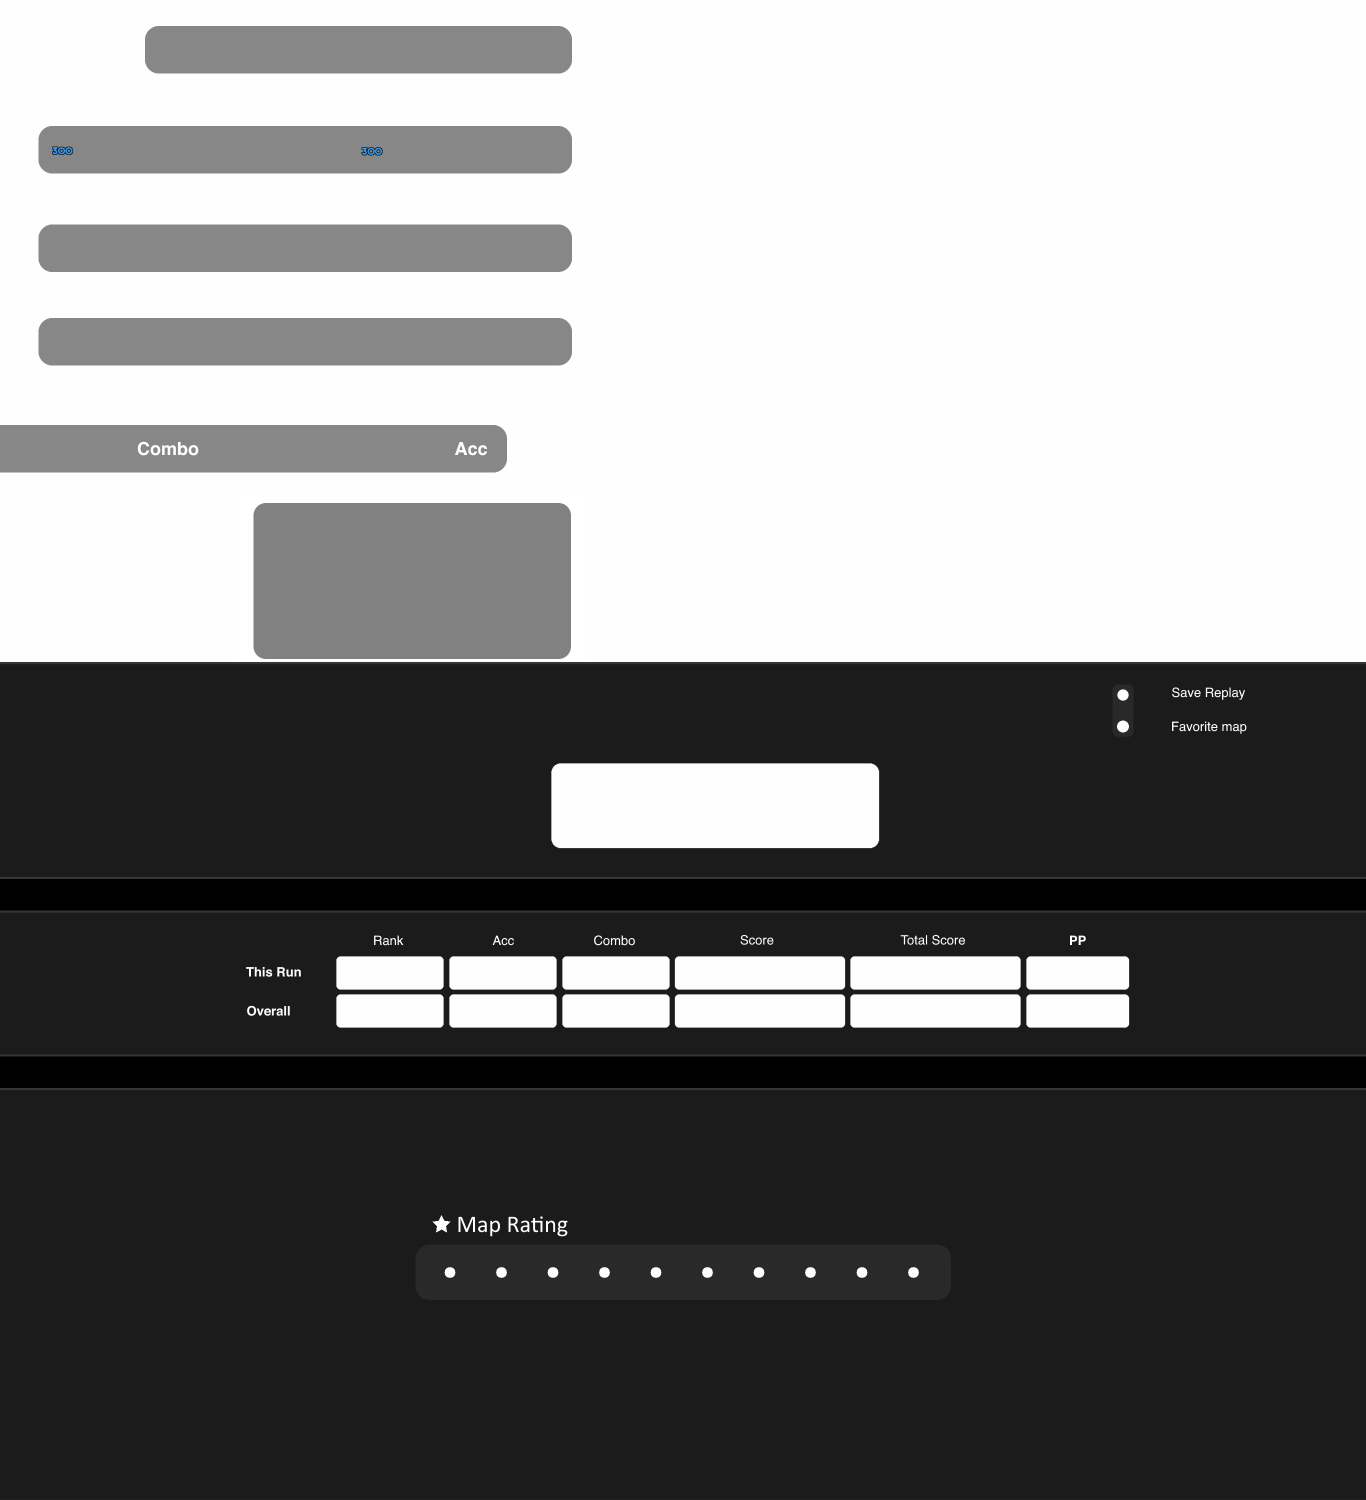 300 300
Combo Acc
Save Replay
Favorite map
Rank Acc Combo Score Total Score PP
This Run
Overall
Map Rating